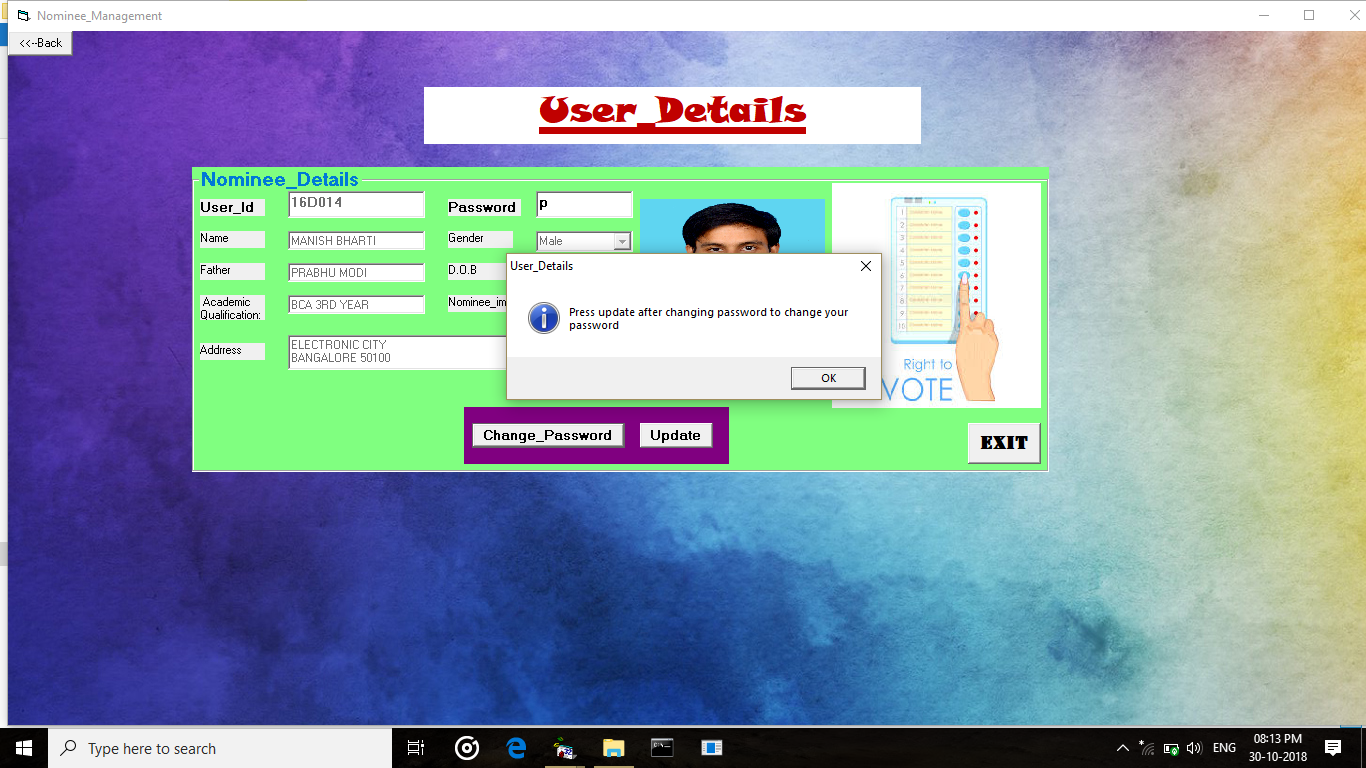 Nominee_Management
<<--Back
User_Details
Nominee_Details
User_Id
16D014
Password
p
Name
MANISH BHARTI
Gender
Male
Father
PRABHU MODI
D.O.B
Academic
Qualification:
BCA 3RD YEAR
Nominee_im
Addrress
ELECTRONIC CITY
BANGALORE 50100
User_Details
Press update after changing password to change your
password
OK
1
2
3
4
5
6
7
8
9
10
Right to
VOTE
Change_Password
Update
EXIT
Type here to search
ENG
08:13 PM
30-10-2018